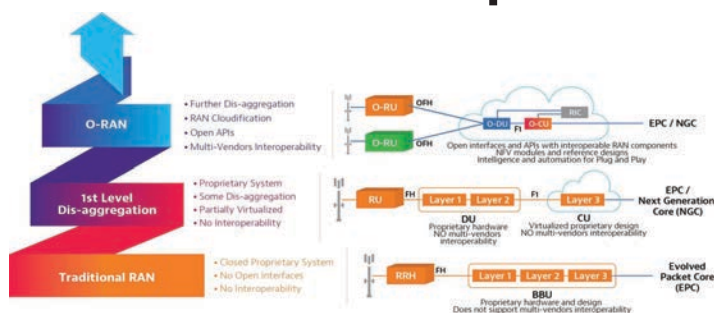 O-RAN
• Further Dis-aggregation
• RAN Cloudification
• Open APIs
• Multi-Vendors Interoperability
O-RU
OFH
O-RU
OFH
O-DU
F1
O-CU
RIC
EPC / NGC
Open interfaces and APIs with interoperable RAN components
NFV modules and reference designs
Intelligence and automation for Plug and Play
1st Level
Dis-aggregation
• Proprietary System
• Some Dis-aggregation
• Partially Virtualized
• No Interoperability
RU
FH
Layer 1
Layer 2
F1
Layer 3
EPC /
Next Generation
Core (NGC)
DU
Proprietary hardware
NO multi-vendors
interoperability
CU
Virtualized proprietary design
NO multi-vendors interoperability
Traditional RAN
• Closed Proprietary System
• No Open interfaces
• No Interoperability
RRH
FH
Layer 1
Layer 2
Layer 3
Evolved
Packet Core
(EPC)
BBU
Proprietary hardware and design
Does not support multi-vendors interoperability